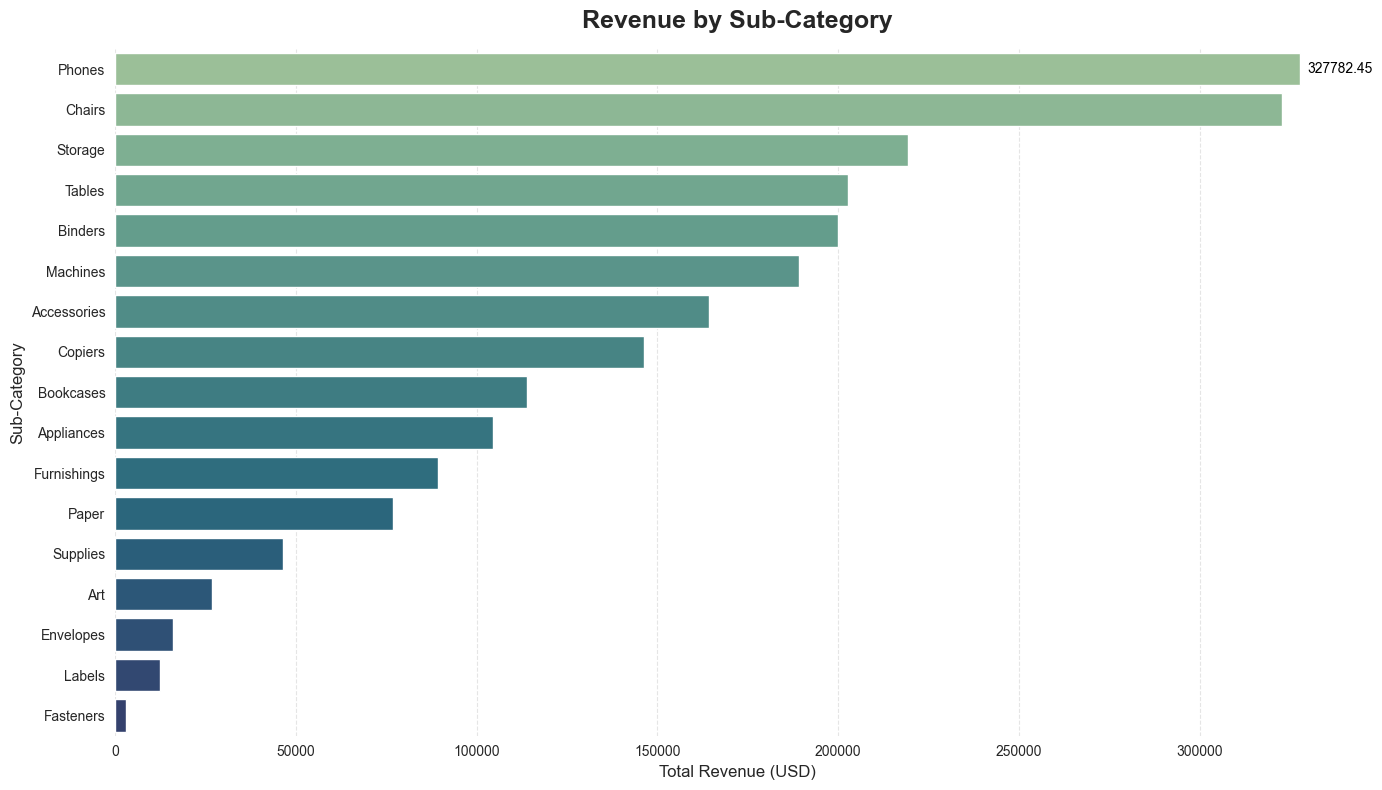 Revenue by Sub-Category
Phones
327782.45
Chairs
Storage
Tables
Binders
Machines
Accessories
Copiers
Bookcases
Appliances
Furnishings
Paper
Supplies
Art
Envelopes
Labels
Fasteners
Sub-Category
0 50000 100000 150000 200000 250000 300000
Total Revenue (USD)